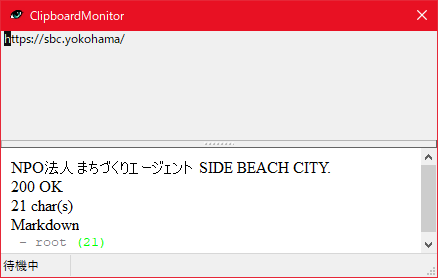 ClipboardMonitor
https://sbc.yokohama/
NPO法人 まちづくりエージェント SIDE BEACH CITY.
200 OK
21 char(s)
Markdown
- root (21)
待機中